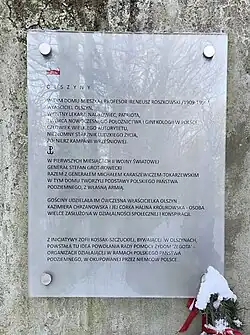 OLSZYNY
W TYM DOMU MIESZKAŁ PROFESOR IRENEUSZ ROSZKOWSKI /1909-1996/
WŁAŚCICIEL OLSZYN,
WYBITNY LEKARZ, NAUKOWIEC, PATRIOTA,
TWÓRCA NOWOCZESNEGO POŁOŻNICTWA I GINEKOLOGII W POLSCE,
CZŁOWIEK WIELKIEGO AUTORYTETU,
NIEZŁOMNY STRAŻNIK LUDZKIEGO ŻYCIA,
ŻOŁNIERZ KAMPANII WRZEŚNIOWEJ.
W PIERWSZYCH MIESIĄCACH II WOJNY ŚWIATOWEJ
GENERAŁ STEFAN GROT-ROWECKI
RAZEM Z GENERAŁEM MICHAŁEM KARASZEWICZEM-TOKARZEWSKIM
W TYM DOMU TWORZYLI PODSTAWY POLSKIEGO PAŃSTWA
PODZIEMNEGO, Z WŁASNĄ ARMIĄ.
GOŚCINY UDZIELAŁA IM ÓWCZESNA WŁAŚCICIELKA OLSZYN
KAZIMIERA CHRZANOWSKA I JEJ CÓRKA HALINA KRÓLIKOWSKA - OSOBA
WIELCE ZASŁUŻONA W DZIAŁALNOŚCI SPOŁECZNEJ I KONSPIRACJI.
Z INICJATYWY ZOFII KOSSAK-SZCZUCKIEJ, BYWAJĄCEJ W OLSZYNACH,
POWSTAŁA TU IDEA POWOŁANIA RADY POMOCY ŻYDOM "ŻEGOTA" -
ORGANIZACJI DZIAŁAJĄCEJ W RAMACH POLSKIEGO PAŃSTWA
PODZIEMNEGO, W OKUPOWANEJ PRZEZ NIEMCÓW POLSCE